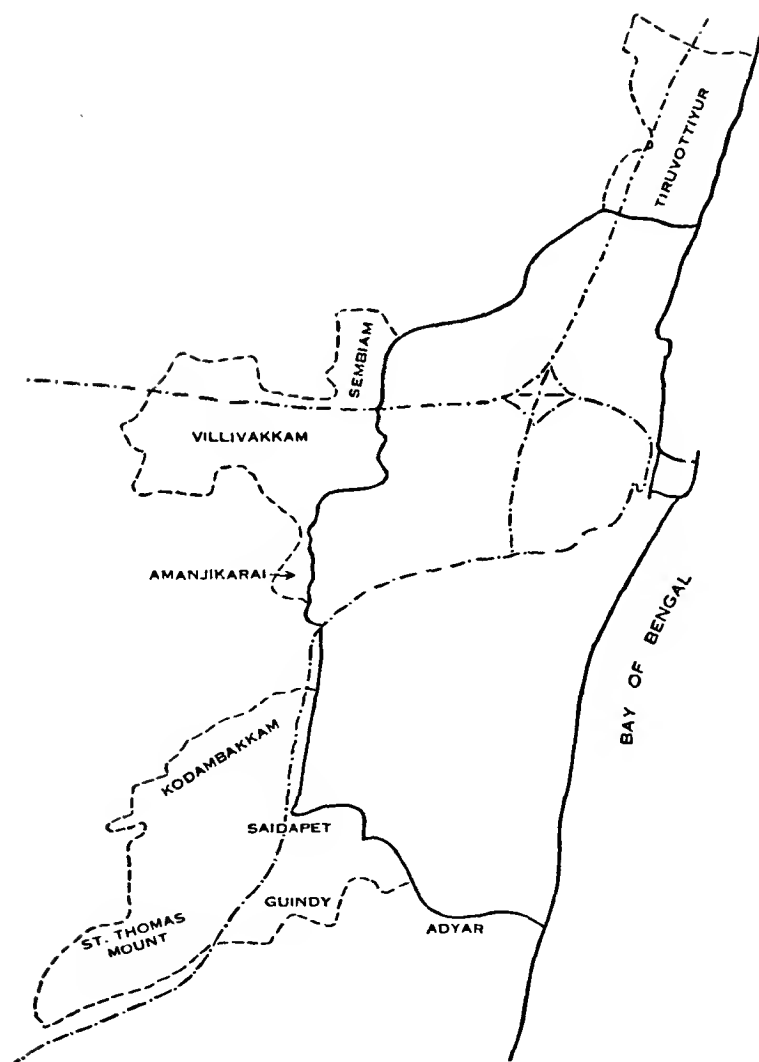 TIRUVOTTIYUR
SEMBIAM
VILLIVAKKAM
AMANJIKARAI
BAY OF BENGAL
KODAMBAKKAM
SAIDAPET
GUINDY
ST. THOMAS
MOUNT
ADYAR